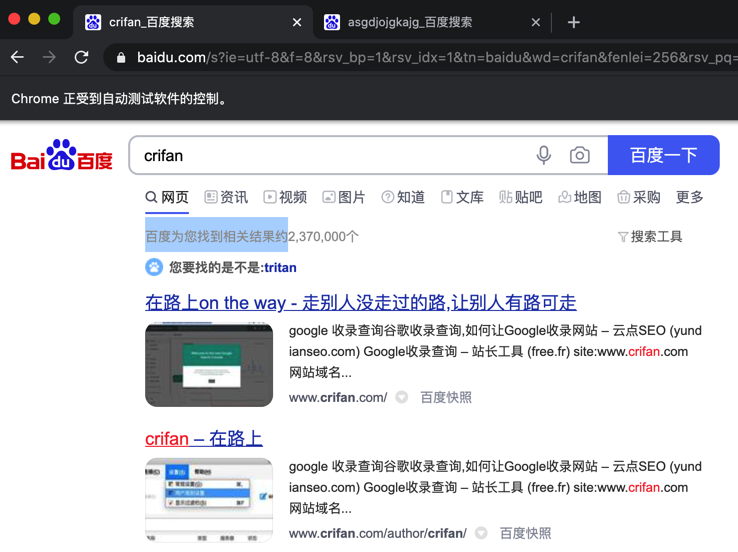 crifan_百度搜索
asgdjojgkajg_百度搜索
baidu.com/s?ie=utf-8&f=8&rsv_bp=1&rsv_idx=1&tn=baidu&wd=crifan&fenlei=256&rsv_pq=
Chrome 正受到自动测试软件的控制。
Bai du 百度
crifan
百度一下
网页 资讯 视频 图片 知道 文库 贴吧 地图 采购 更多
百度为您找到相关结果约2,370,000个
搜索工具
您要找的是不是:tritan
在路上on the way - 走别人没走过的路,让别人有路可走
google 收录查询谷歌收录查询,如何让Google收录网站 – 云点SEO (yund
ianseo.com) Google收录查询 – 站长工具 (free.fr) site:www.crifan.com
网站域名...
www.crifan.com/ 百度快照
crifan – 在路上
google 收录查询谷歌收录查询,如何让Google收录网站 – 云点SEO (yund
ianseo.com) Google收录查询 – 站长工具 (free.fr) site:www.crifan.com
网站域名...
www.crifan.com/author/crifan/ 百度快照